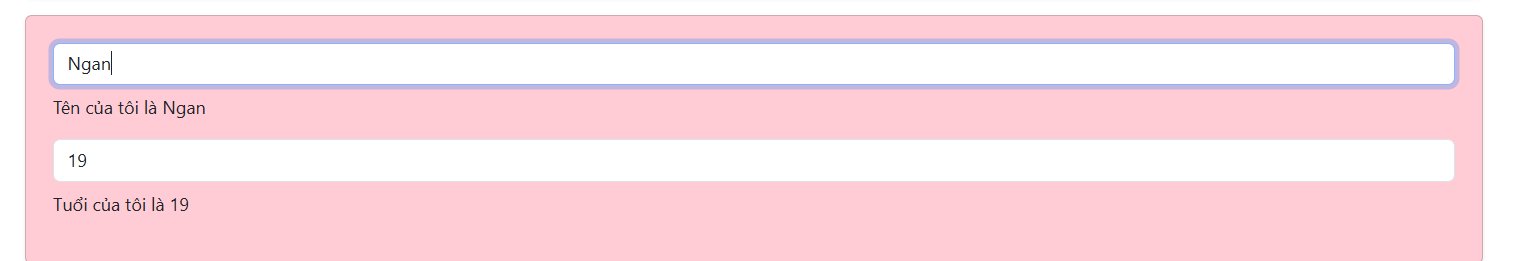 Ngan
Tên của tôi là Ngan
19
Tuổi của tôi là 19